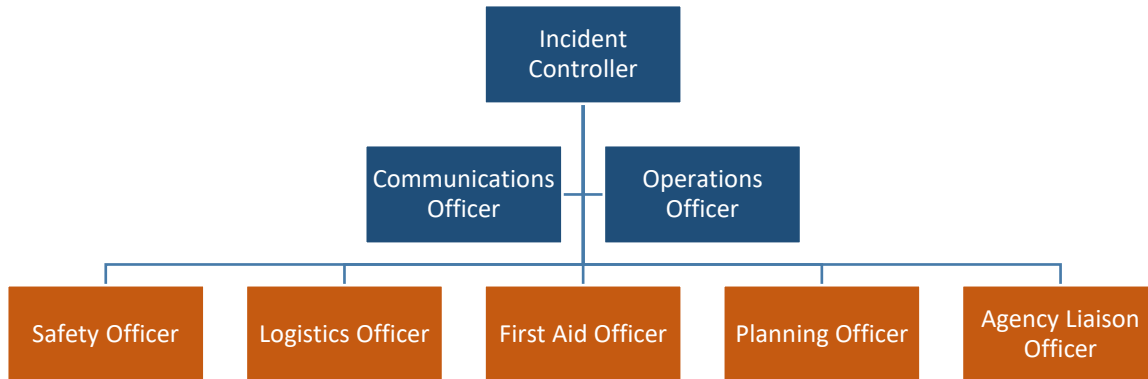 Incident
Controller
Communications
Officer
Operations
Officer
Safety Officer
Logistics Officer
First Aid Officer
Planning Officer
Agency Liaison
Officer